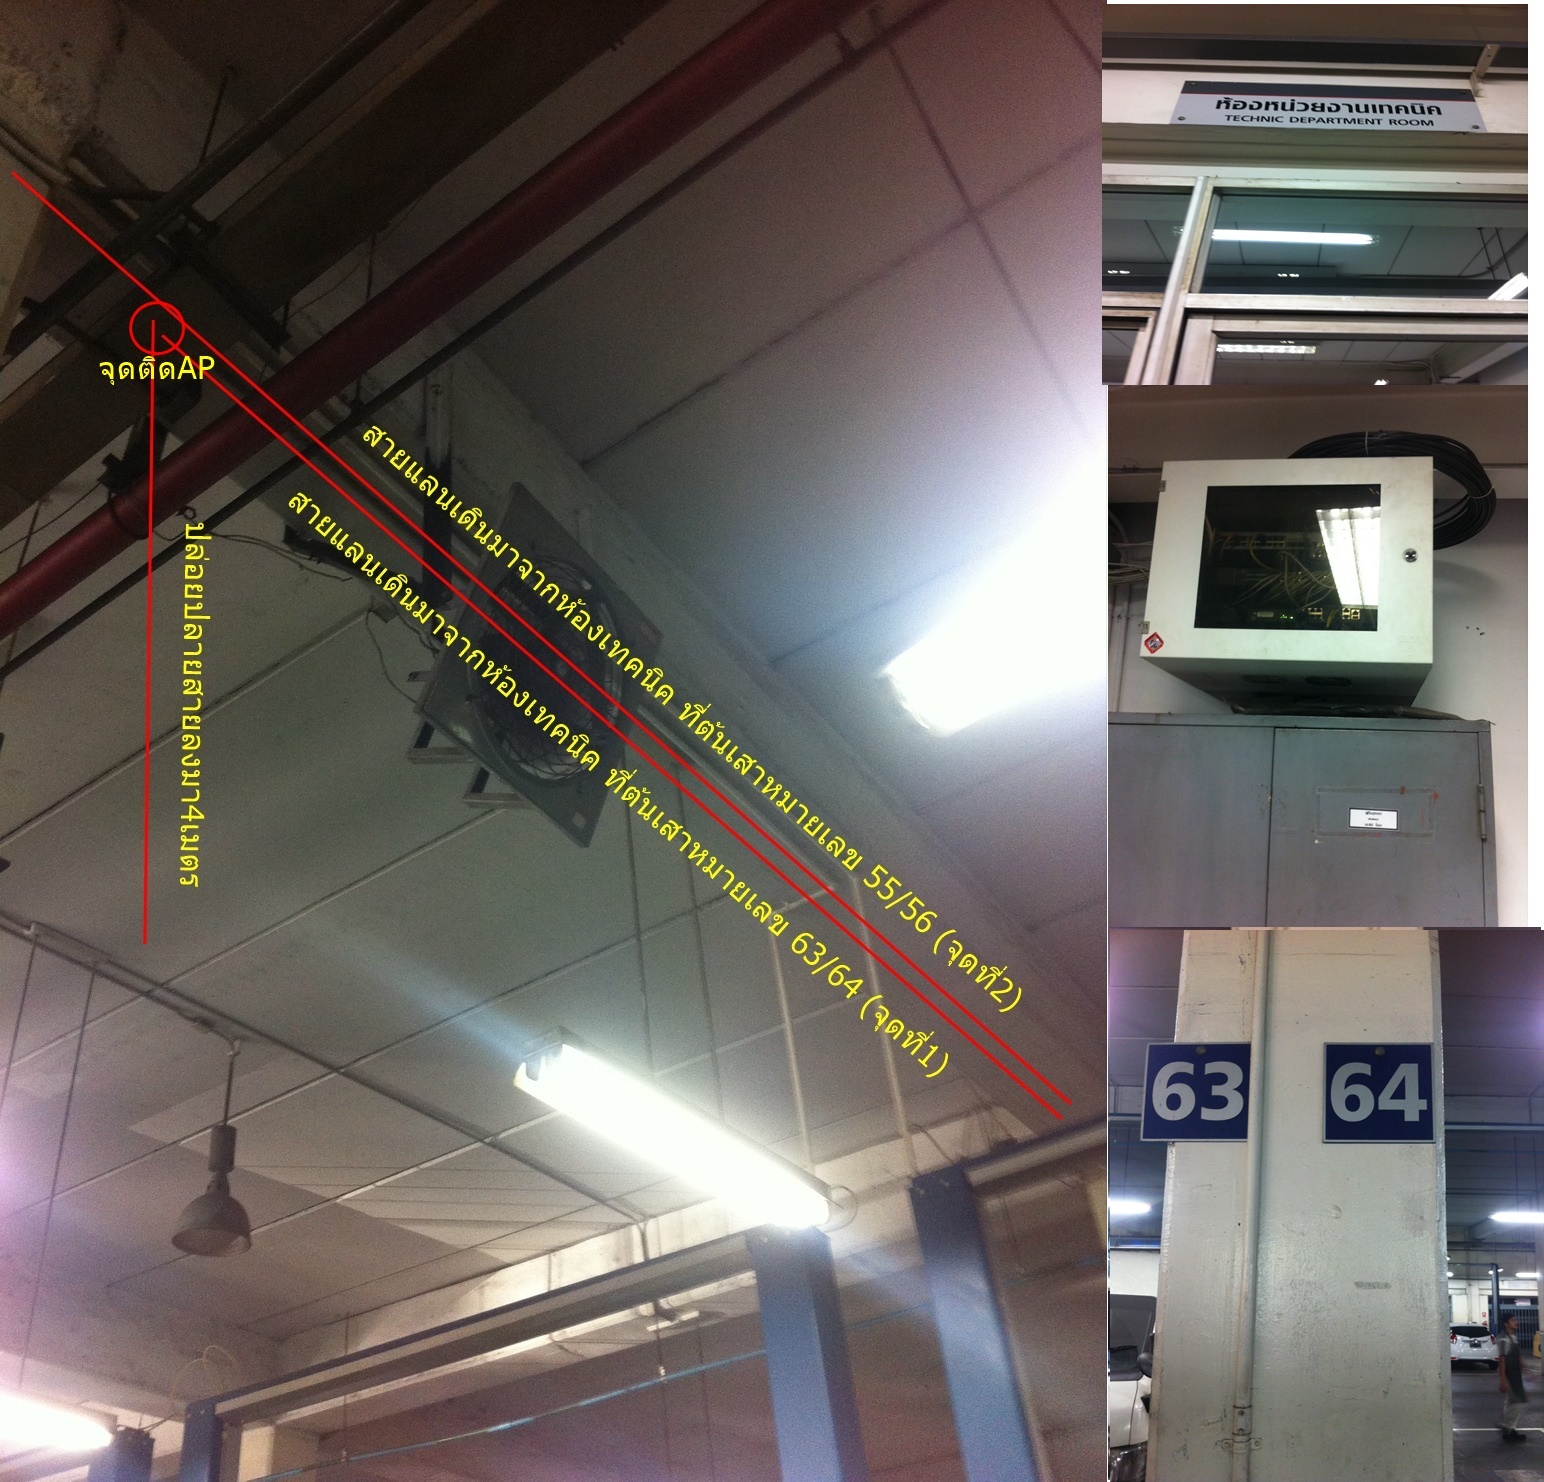 จุดติดAP
สายแลนเดินมาจากห้องเทคนิค ที่ต้นเสาหมายเลข 55/56 (จุดที่2)
สายแลนเดินมาจากห้องเทคนิค ที่ต้นเสาหมายเลข 63/64 (จุดที่1)
ปล่อยปลายสายลงมา4เมตร
ห้องหน่วยงานเทคนิค
TECHNIC DEPARTMENT ROOM
63
64